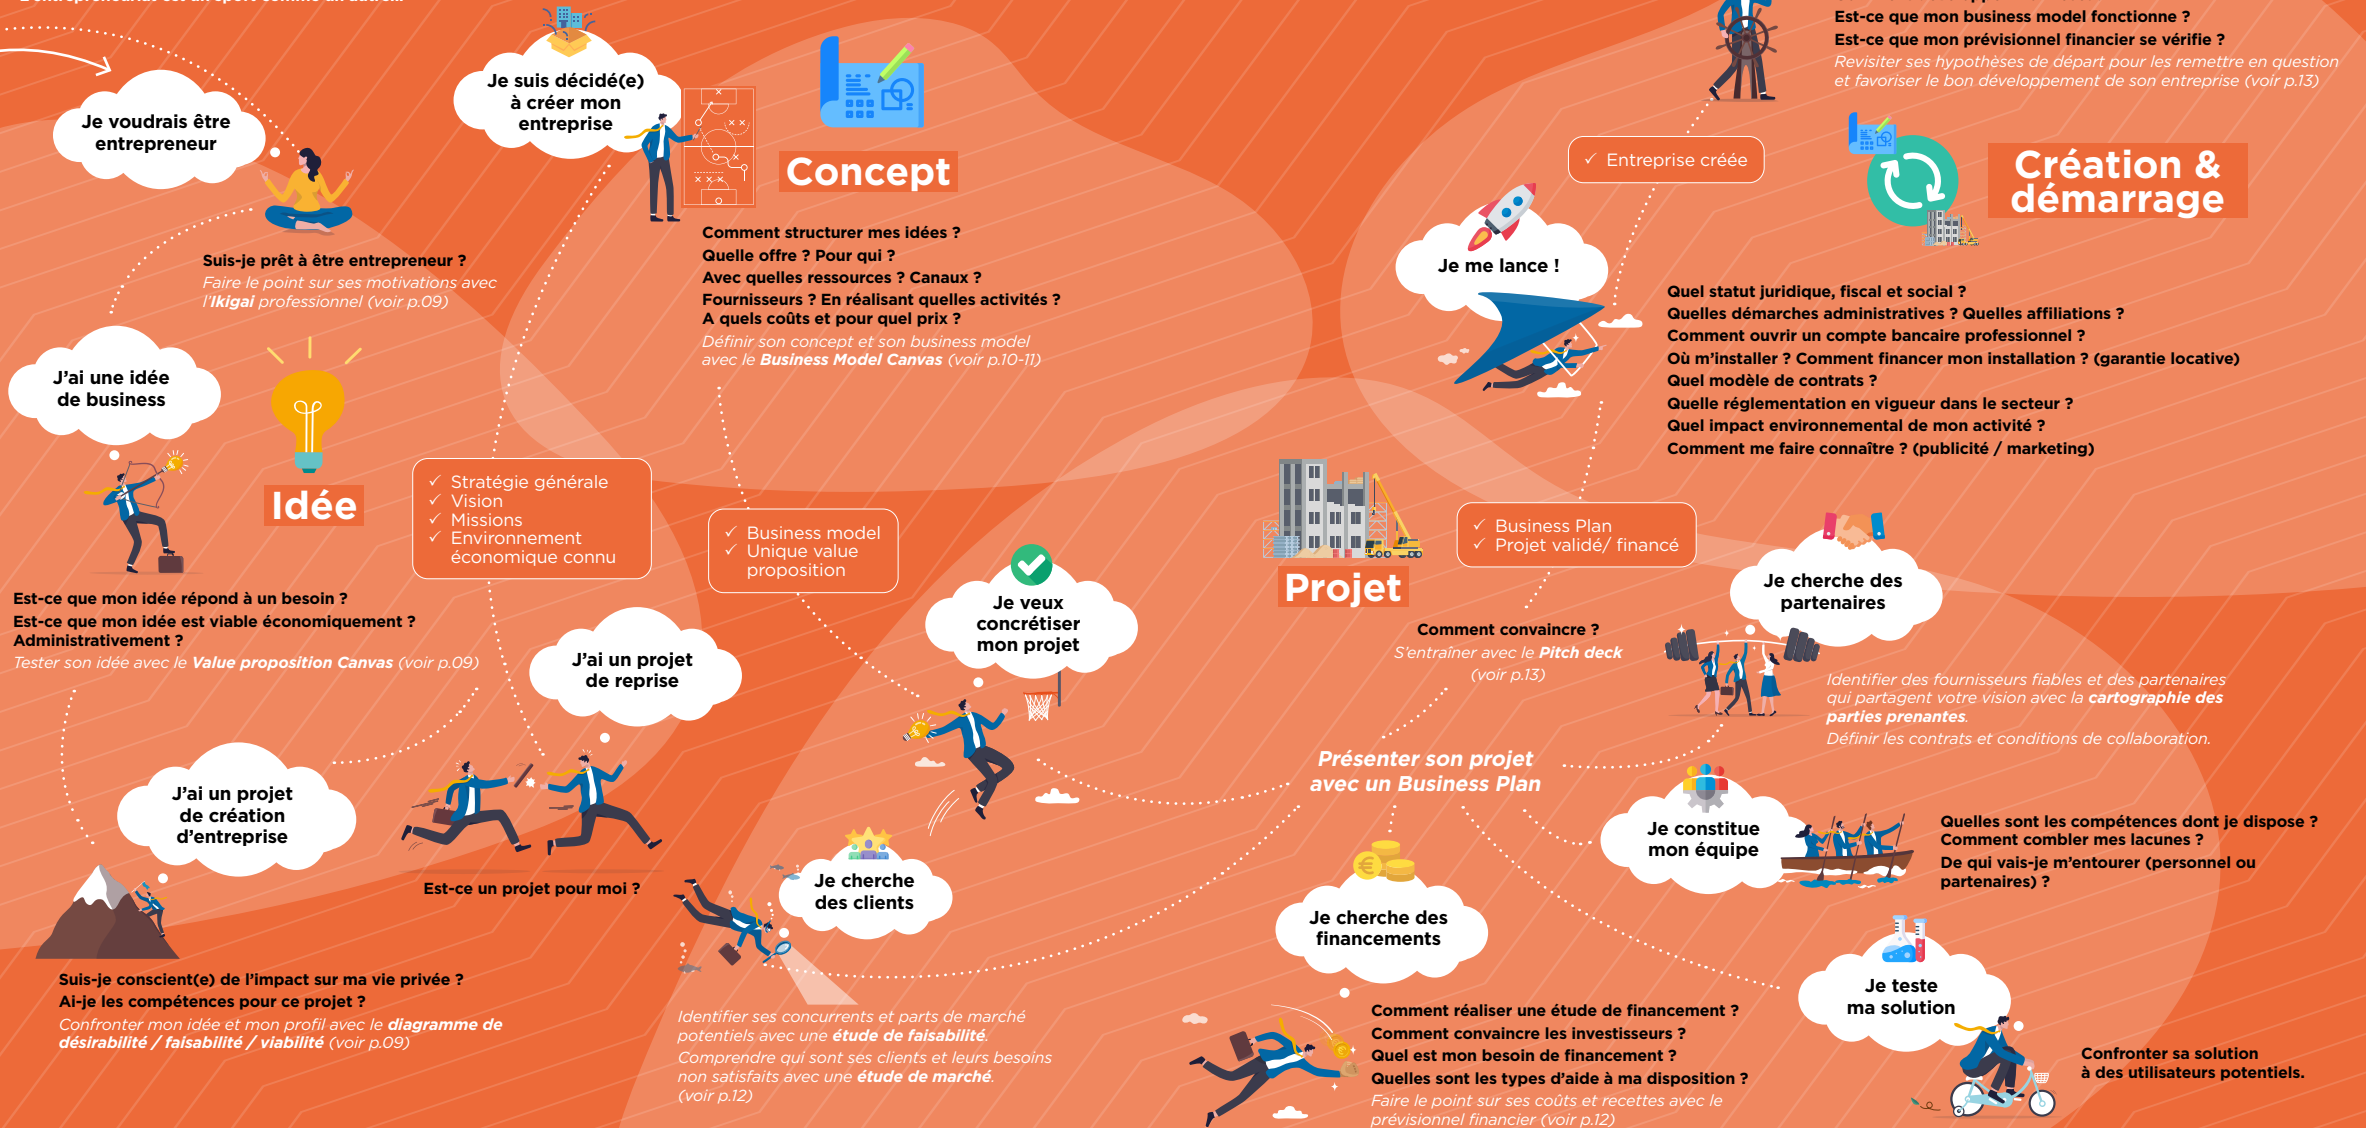 L'entrepreneuriat est un sport comme un autre...
Je voudrais être
entrepreneur
Suis-je prêt à être entrepreneur ?
Faire le point sur ses motivations avec
l'Ikigai professionnel (voir p.09)
J'ai une idée
de business
Idée
Est-ce que mon idée répond à un besoin ?
Est-ce que mon idée est viable économiquement ?
Administrativement ?
Tester son idée avec le Value proposition Canvas (voir p.09)
J'ai un projet
de création
d'entreprise
Suis-je conscient(e) de l'impact sur ma vie privée ?
Ai-je les compétences pour ce projet ?
Confronter mon idée et mon profil avec le diagramme de
désirabilité / faisabilité / viabilité (voir p.09)
J'ai un projet
de reprise
Est-ce un projet pour moi ?
✓ Stratégie générale
✓ Vision
✓ Missions
✓ Environnement
économique connu
Je suis décidé(e)
à créer mon
entreprise
Concept
Comment structurer mes idées ?
Quelle offre ? Pour qui ?
Avec quelles ressources ? Canaux ?
Fournisseurs ? En réalisant quelles activités ?
A quels coûts et pour quel prix ?
Définir son concept et son business model
avec le Business Model Canvas (voir p.10-11)
✓ Business model
✓ Unique value
proposition
Je veux
concrétiser
mon projet
Projet
Présenter son projet
avec un Business Plan
Je cherche
des clients
Identifier ses concurrents et parts de marché
potentiels avec une étude de faisabilité.
Comprendre qui sont ses clients et leurs besoins
non satisfaits avec une étude de marché.
(voir p.12)
Je cherche des
financements
Comment réaliser une étude de financement ?
Comment convaincre les investisseurs ?
Quel est mon besoin de financement ?
Quelles sont les types d'aide à ma disposition ?
Faire le point sur ses coûts et recettes avec le
prévisionnel financier (voir p.12)
Je teste
ma solution
Confronter sa solution
à des utilisateurs potentiels.
Je constitue
mon équipe
Quelles sont les compétences dont je dispose ?
Comment combler mes lacunes ?
De qui vais-je m'entourer (personnel ou
partenaires) ?
Je cherche des
partenaires
Identifier des fournisseurs fiables et des partenaires
qui partagent votre vision avec la cartographie des
parties prenantes.
Définir les contrats et conditions de collaboration.
Comment convaincre ?
S'entraîner avec le Pitch deck
(voir p.13)
✓ Business Plan
✓ Projet validé/ financé
Je me lance !
Création &
démarrage
Quel statut juridique, fiscal et social ?
Quelles démarches administratives ? Quelles affiliations ?
Comment ouvrir un compte bancaire professionnel ?
Où m'installer ? Comment financer mon installation ? (garantie locative)
Quel modèle de contrats ?
Quelle réglementation en vigueur dans le secteur ?
Quel impact environnemental de mon activité ?
Comment me faire connaître ? (publicité / marketing)
✓ Entreprise créée
Est-ce que mon business model fonctionne ?
Est-ce que mon prévisionnel financier se vérifie ?
Revisiter ses hypothèses de départ pour les remettre en question
et favoriser le bon développement de son entreprise (voir p.13)